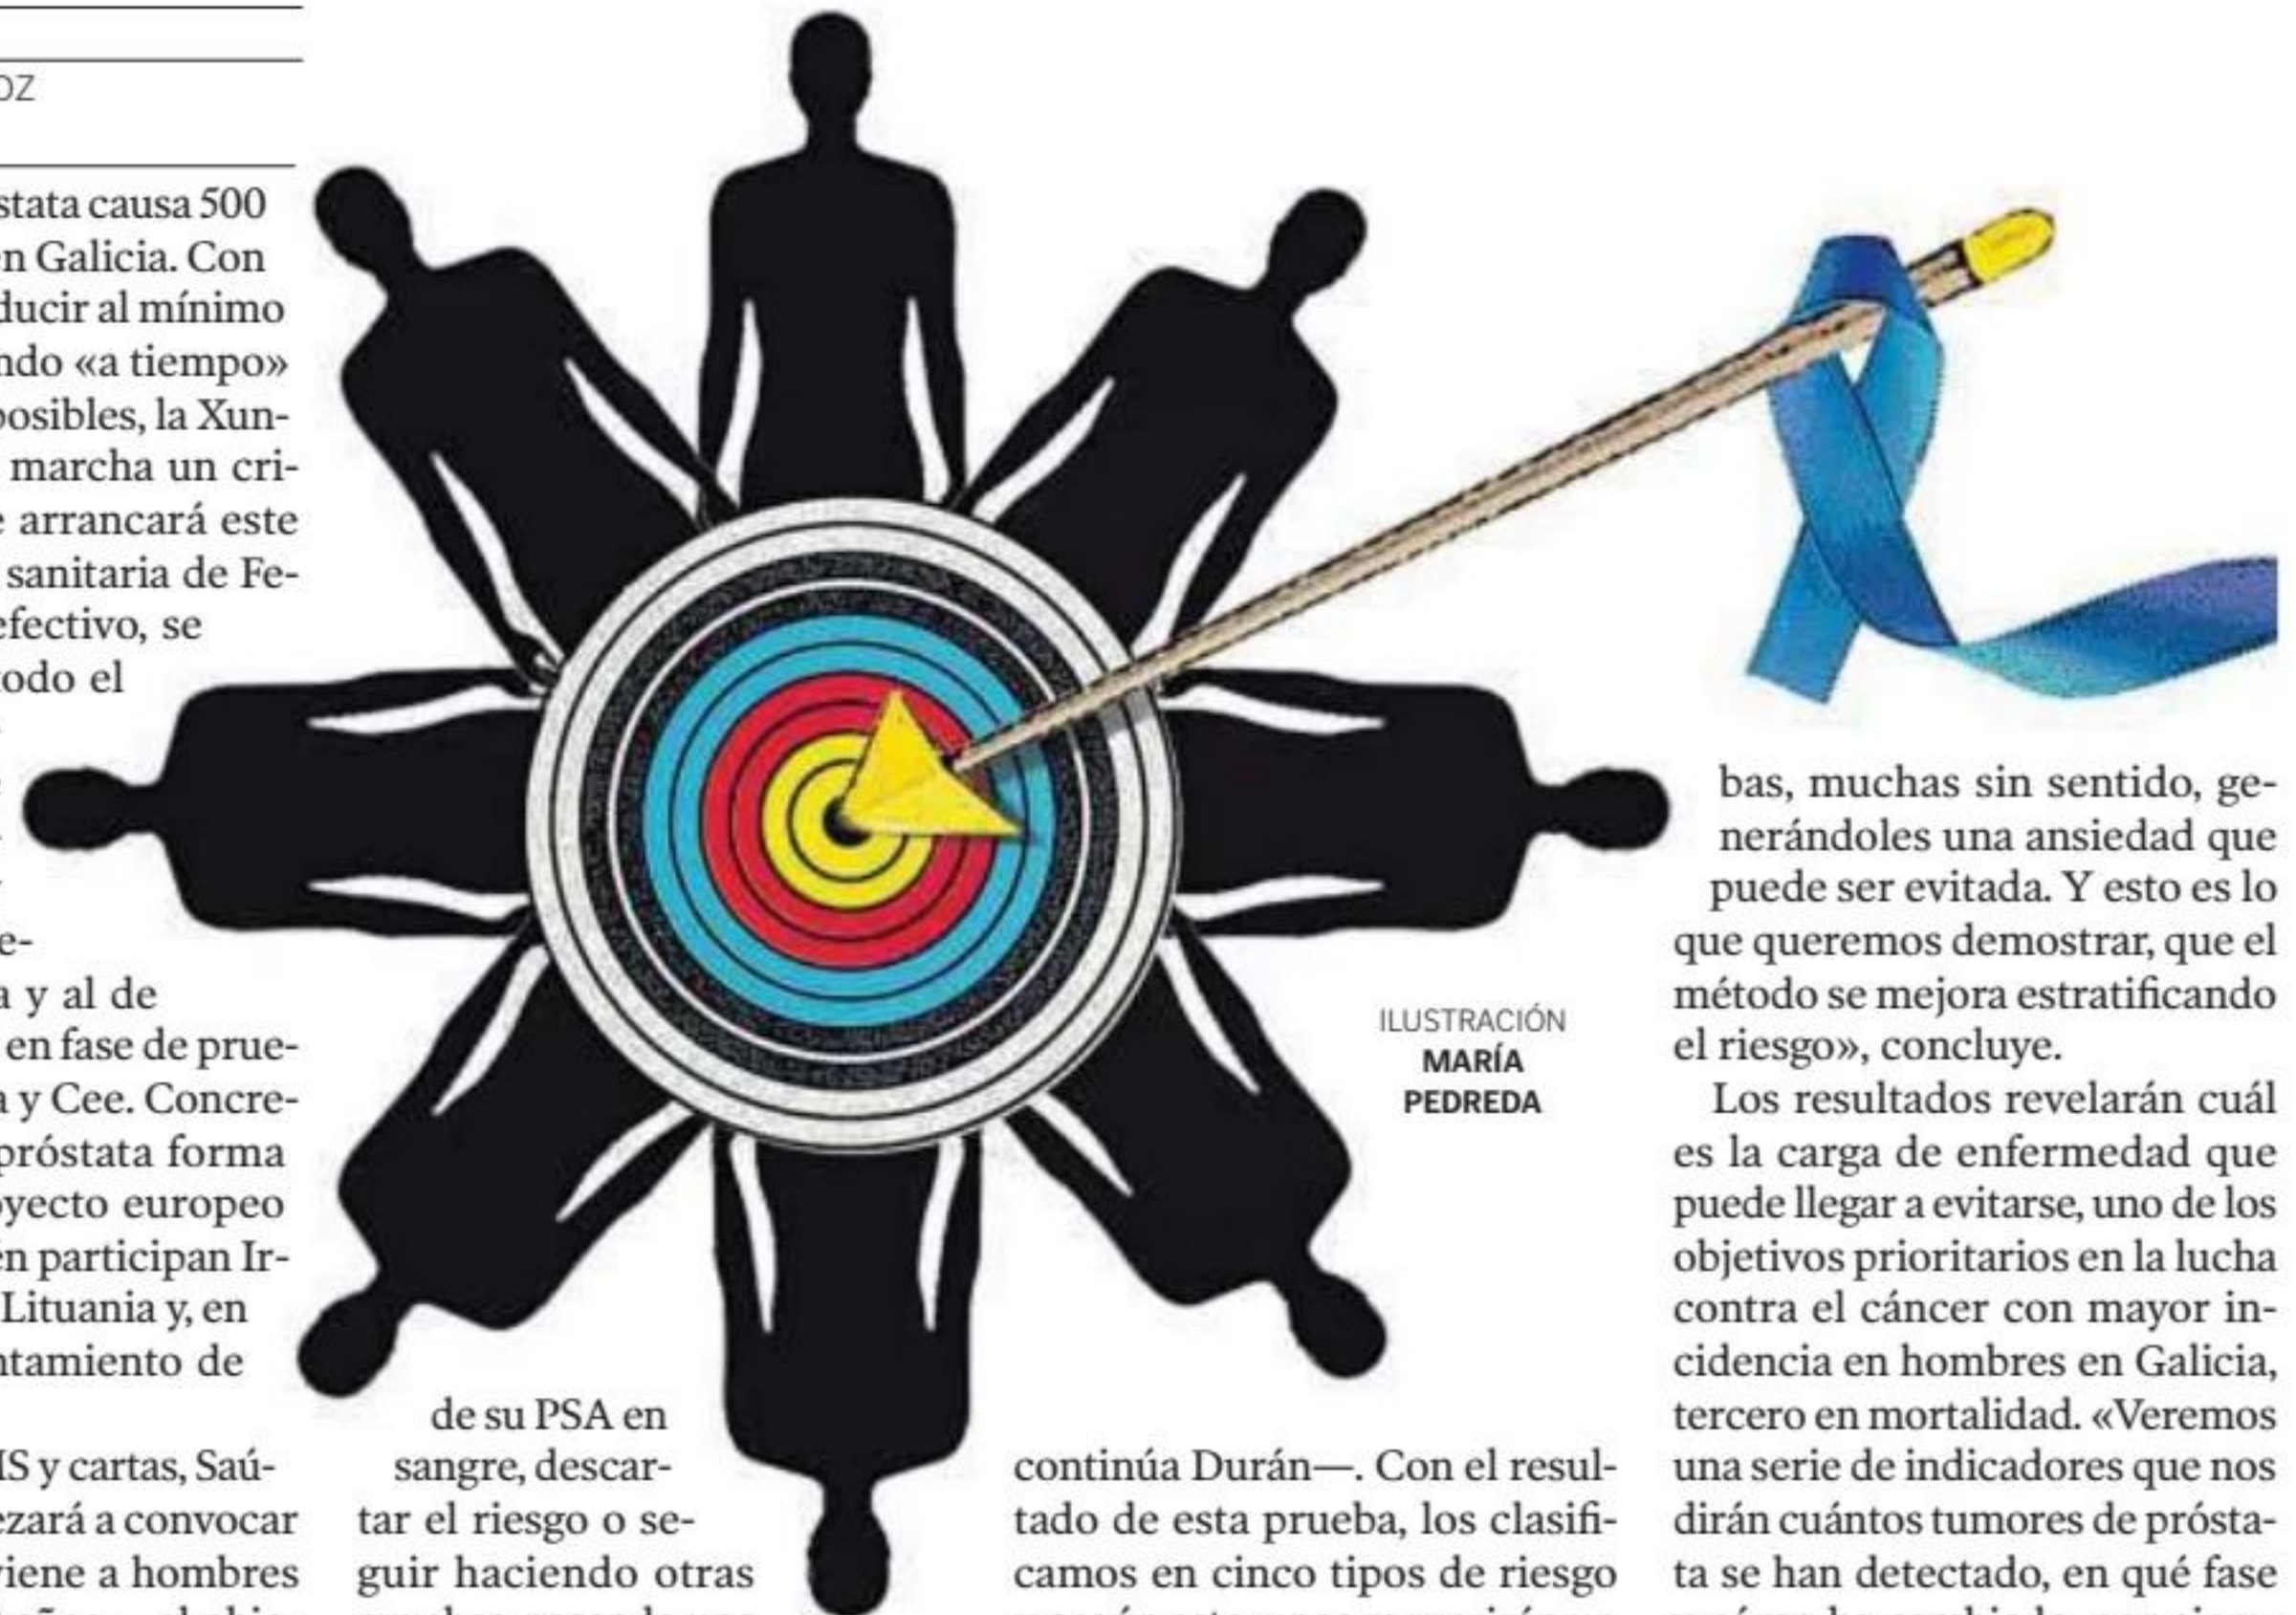 OZ
stata causa 500
en Galicia. Con
ducir al mínimo
ndo «a tiempo»
posibles, la Xun-
marcha un cri-
e arrancará este
sanitaria de Fe-
efectivo, se
todo el
e-
a y al de
en fase de prue-
a y Cee. Concre-
próstata forma
oyecto europeo
én participan Ir-
Lituania y, en
ntamiento de
IS y cartas, Saú-
ezará a convocar
viene a hombres
de su PSA en
sangre, descar-
tar el riesgo o se-
guir haciendo otras
ILUSTRACIÓN
MARÍA
PEDREDA
continúa Durán—. Con el resul-
tado de esta prueba, los clasifi-
camos en cinco tipos de riesgo
bas, muchas sin sentido, ge-
nerándoles una ansiedad que
puede ser evitada. Y esto es lo
que queremos demostrar, que el
método se mejora estratificando
el riesgo», concluye.
Los resultados revelarán cuál
es la carga de enfermedad que
puede llegar a evitarse, uno de los
objetivos prioritarios en la lucha
contra el cáncer con mayor in-
cidencia en hombres en Galicia,
tercero en mortalidad. «Veremos
una serie de indicadores que nos
dirán cuántos tumores de prósta-
ta se han detectado, en qué fase